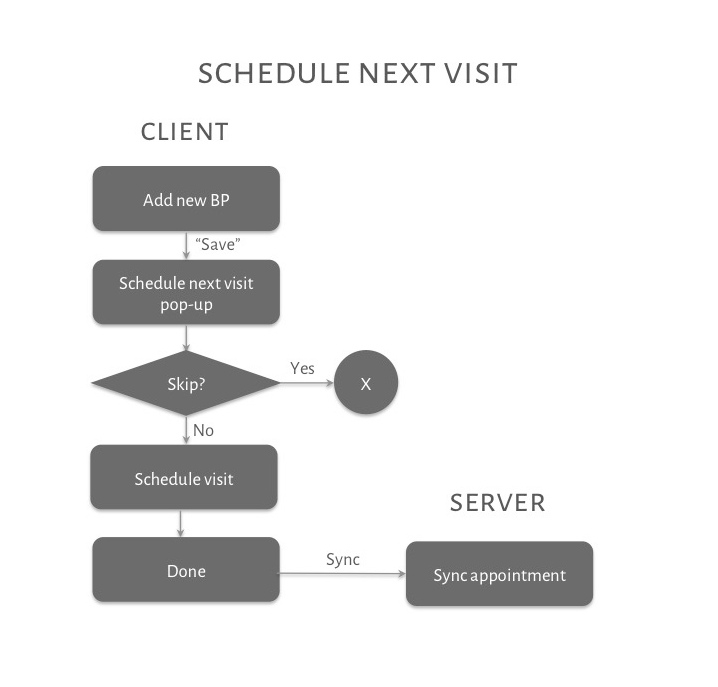 SCHEDULE NEXT VISIT
CLIENT
Add new BP
“Save”
Schedule next visit
pop-up
Skip?
Yes
X
No
Schedule visit
SERVER
Done
Sync
Sync appointment